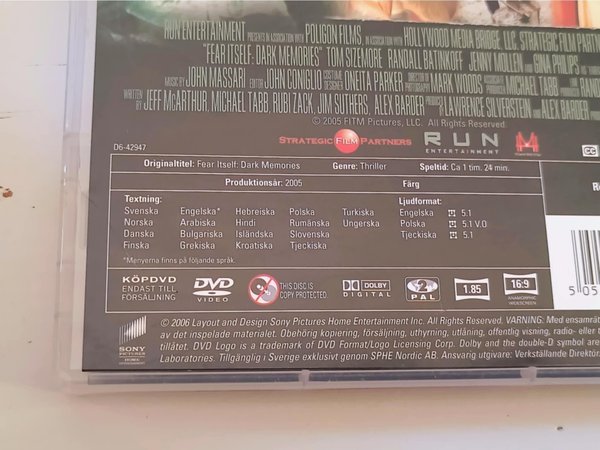 RUN ENTERTAINMENT PRESENTS IN ASSOCIATION WITH POLIGON FILMS, IN ASSOCIATION WITH HOLLYWOOD MEDIA BRIDGE, LLC. STRATEGIC FILM PARTN
"FEAR ITSELF: DARK MEMORIES" TOM SIZEMORE RANDALL BATINKOFF JENNY MOLLEN AND GINA PHILIPS
MUSIC BY JOHN MASSARI EDITOR JOHN CONIGLIO COSTUME DESIGNER ONEITA PARKER DIRECTOR OF PHOTOGRAPHY MARK WOODS ASSOCIATE PRODUCER MICHAEL TABB
WRITTEN BY JEFF MCARTHUR, MICHAEL TABB, RUBI ZACK, JIM SUTHERS, ALEX BARDER LAWRENCE SILVERSTEIN AND ALEX BARDER
© 2005 FITM Pictures, LLC. All Rights Reserved.
STRATEGIC FILM PARTNERS
RUN
ENTERTAINMENT
D6-42947
Originaltitel: Fear Itself: Dark Memories Genre: Thriller Speltid: Ca 1 tim. 24 min.
Produktionsår: 2005 Färg
Textning: Ljudformat:
Svenska Engelska* Hebreiska Polska Turkiska Engelska 5.1
Norska Arabiska Hindi Rumänska Ungerska Polska 5.1 V.O
Danska Bulgariska Isländska Slovenska Tjeckiska 5.1
Finska Grekiska Kroatiska Tjeckiska
*Menyerna finns på följande språk.
KÖPDVD
ENDAST TILL
FÖRSÄLJNING
DVD
VIDEO
THIS DISC IS
COPY PROTECTED.
DOLBY
DIGITAL
2
PAL
1.85
16:9
ANAMORPHIC
WIDESCREEN
505
SONY
PICTURES
HOME
ENTERTAINMENT
© 2006 Layout and Design Sony Pictures Home Entertainment Inc. All Rights Reserved. VARNING: Med ensamrätt
av det inspelade materialet. Obehörig kopiering, försäljning, uthyrning, utlåning, offentlig visning, radio- eller t
tillåtet. DVD Logo is a trademark of DVD Format/Logo Licensing Corp. Dolby and the double-D symbol are
Laboratories. Tillgänglig i Sverige exklusivt genom SPHE Nordic AB. Ansvarig utgivare: Verkställande Direktör